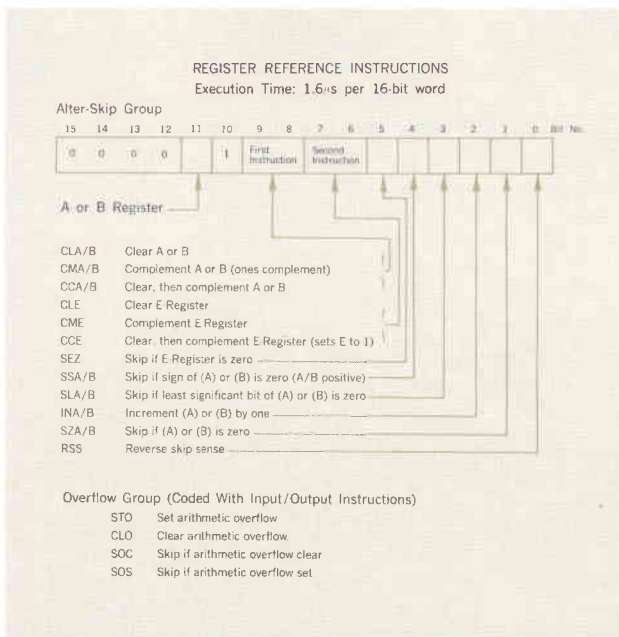 REGISTER REFERENCE INSTRUCTIONS
Execution Time: 1.6µs per 16-bit word
Alter-Skip Group
15 14 13 12 11 10 9 8 7 6 5 4 3 2 1 0 Bit No.
0 0 0 0 1 First Instruction Second Instruction
A or B Register
CLA/B Clear A or B
CMA/B Complement A or B (ones complement)
CCA/B Clear, then complement A or B
CLE Clear E-Register
CME Complement E-Register
CCE Clear, then complement E-Register (sets E to 1)
SEZ Skip if E-Register is zero
SSA/B Skip if sign of (A) or (B) is zero (A/B positive)
SLA/B Skip if least significant bit of (A) or (B) is zero
INA/B Increment (A) or (B) by one
SZA/B Skip if (A) or (B) is zero
RSS Reverse skip sense
Overflow Group (Coded With Input/Output Instructions)
STO Set arithmetic overflow
CLO Clear arithmetic overflow
SOC Skip if arithmetic overflow clear
SOS Skip if arithmetic overflow set